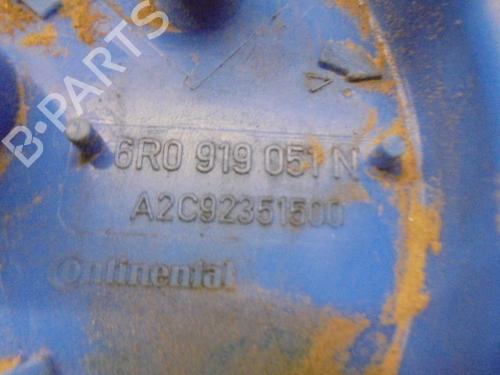 B-PARTS
6R0 919 051 N
A2C92351500
Continental